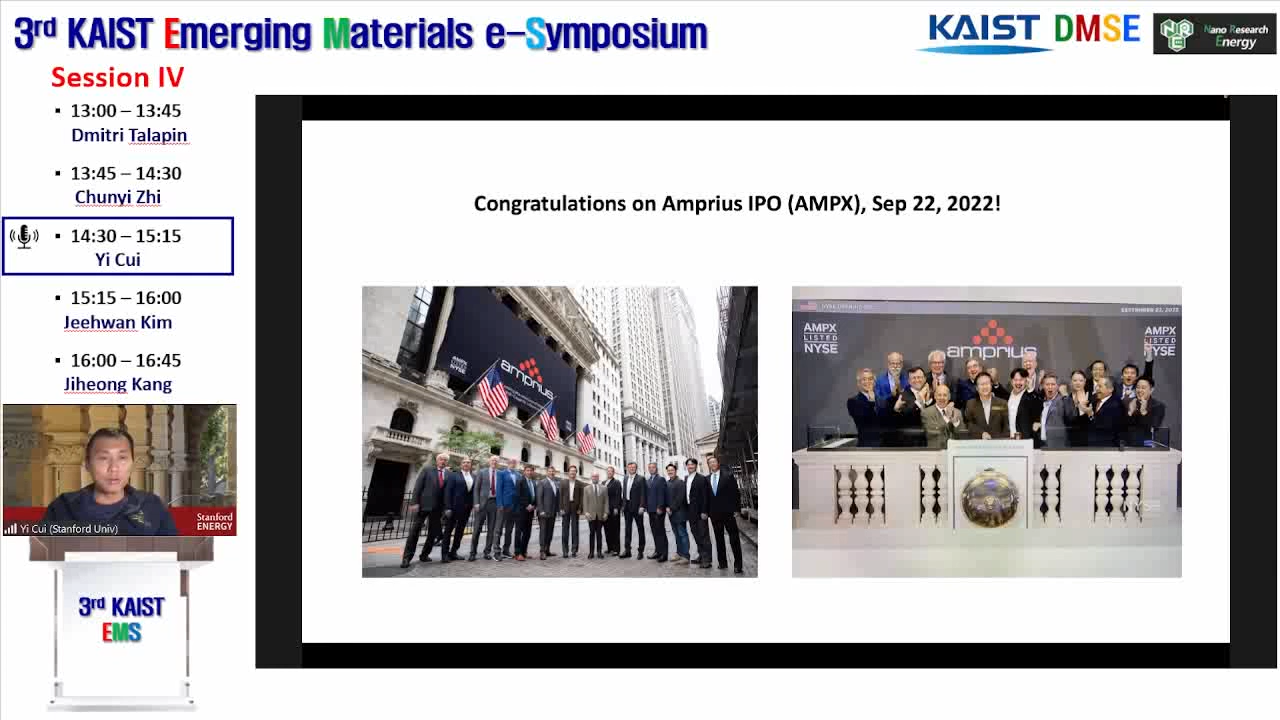 3rd KAIST Emerging Materials e-Symposium
KAIST DMSE
Nano Research
Energy
NRE
Session IV
▪ 13:00 – 13:45
Dmitri Talapin
▪ 13:45 – 14:30
Chunyi Zhi
▪ 14:30 – 15:15
Yi Cui
▪ 15:15 – 16:00
Jeehwan Kim
▪ 16:00 – 16:45
Jiheong Kang
Congratulations on Amprius IPO (AMPX), Sep 22, 2022!
AMPX
LISTED
NYSE
amprius
AMPX
LISTED
NYSE
amprius
AMPX
LISTED
NYSE
Stanford
ENERGY
Yi Cui (Stanford Univ)
3rd KAIST
EMS